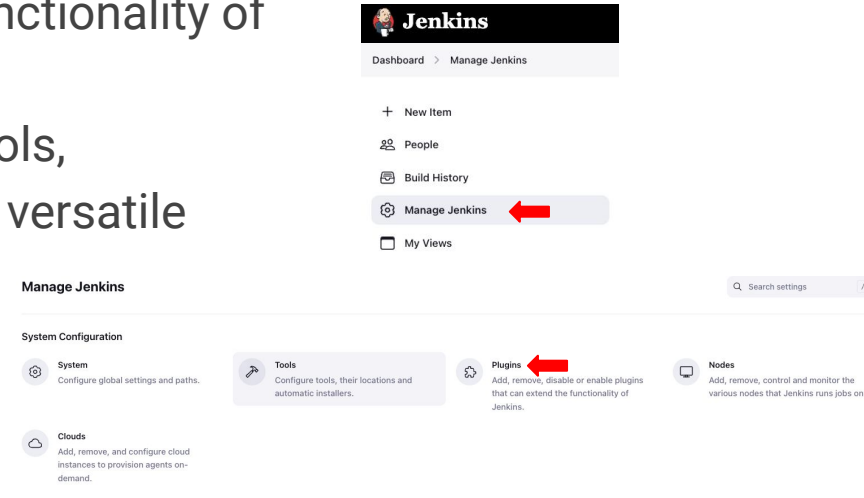 nctionality of
ols,
versatile
Jenkins
Dashboard > Manage Jenkins
+ New Item
People
Build History
Manage Jenkins
My Views
Manage Jenkins
Search settings /
System Configuration
System
Configure global settings and paths.
Tools
Configure tools, their locations and
automatic installers.
Plugins
Add, remove, disable or enable plugins
that can extend the functionality of
Jenkins.
Nodes
Add, remove, control and monitor the
various nodes that Jenkins runs jobs on
Clouds
Add, remove, and configure cloud
instances to provision agents on-
demand.